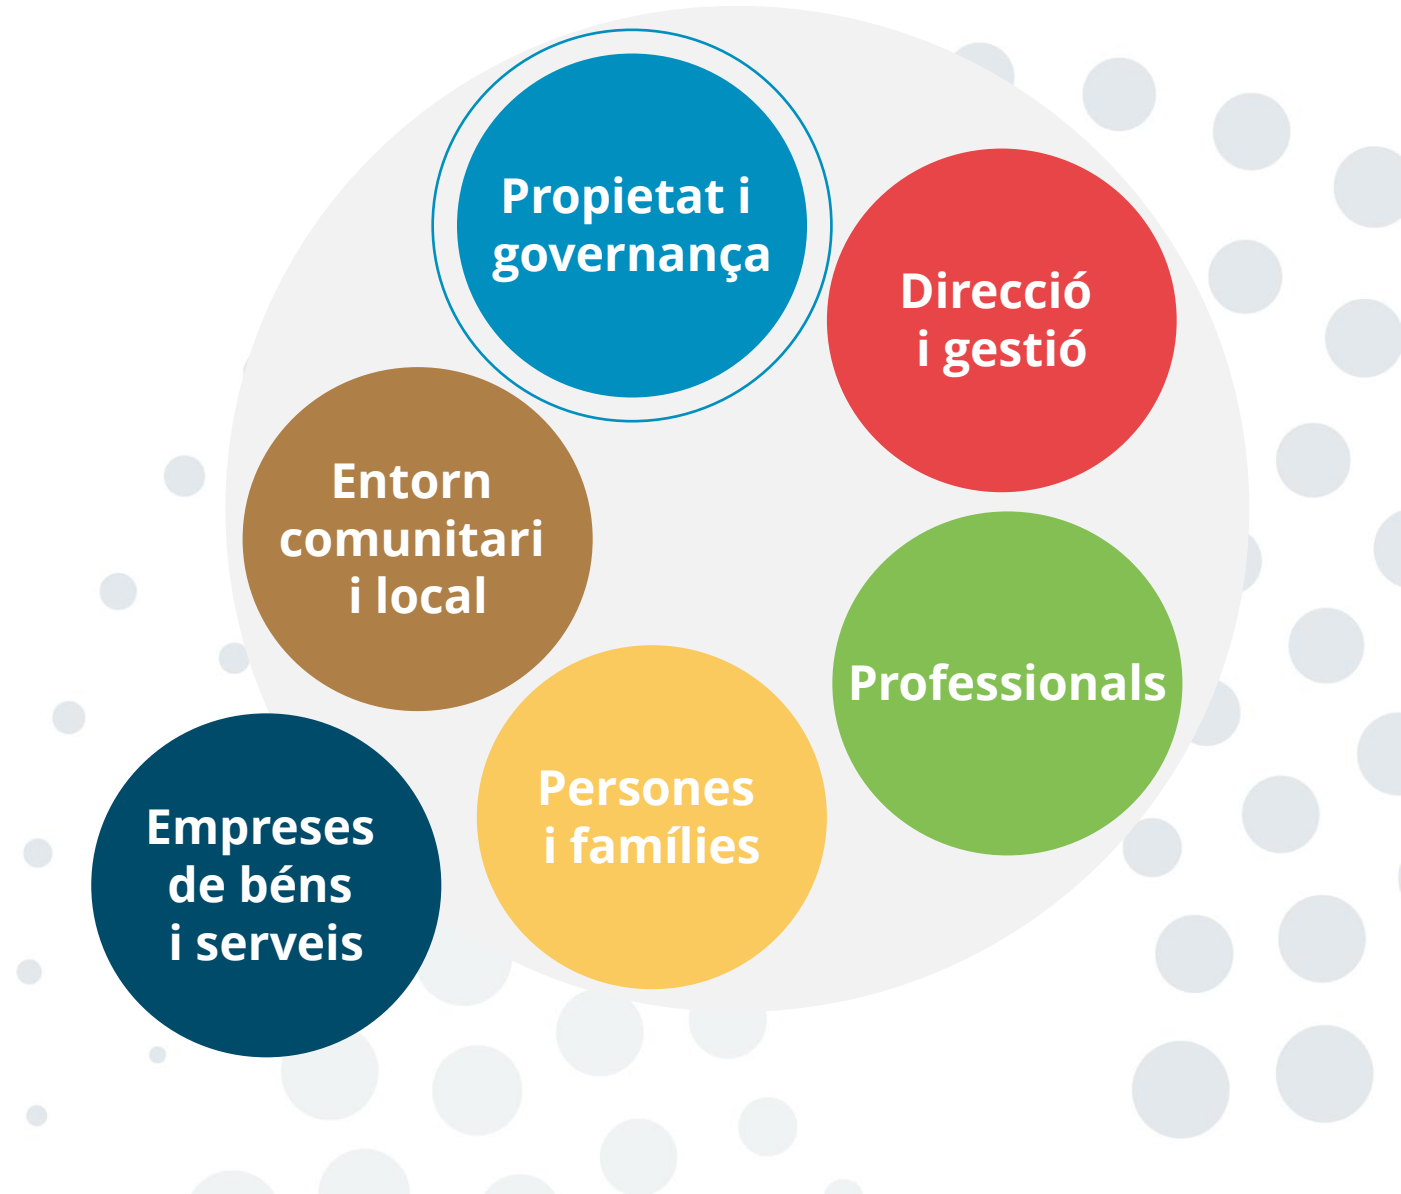 Propietat i
governança
Direcció
i gestió
Entorn
comunitari
i local
Professionals
Persones
i famílies
Empreses
de béns
i serveis